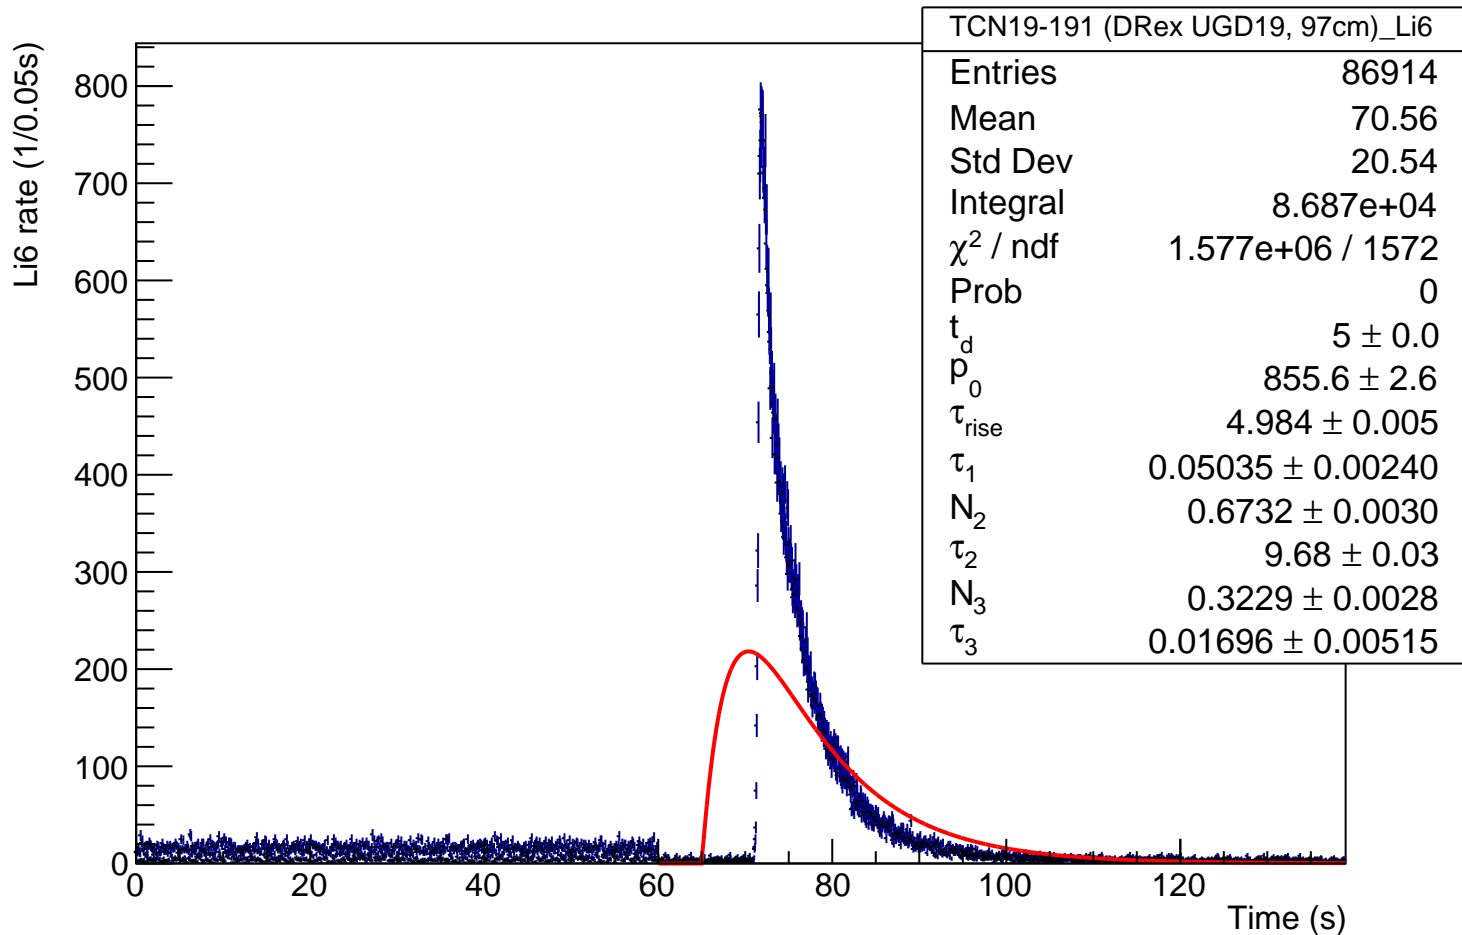 TCN19-191 (DRex UGD19, 97cm)_Li6
Entries 86914
Mean 70.56
Std Dev 20.54
Integral 8.687e+04
χ² / ndf 1.577e+06 / 1572
Prob 0
t_d 5 ± 0.0
p_0 855.6 ± 2.6
τ_rise 4.984 ± 0.005
τ_1 0.05035 ± 0.00240
N_2 0.6732 ± 0.0030
τ_2 9.68 ± 0.03
N_3 0.3229 ± 0.0028
τ_3 0.01696 ± 0.00515
Li6 rate (1/0.05s)
800
700
600
500
400
300
200
100
0
0 20 40 60 80 100 120
Time (s)